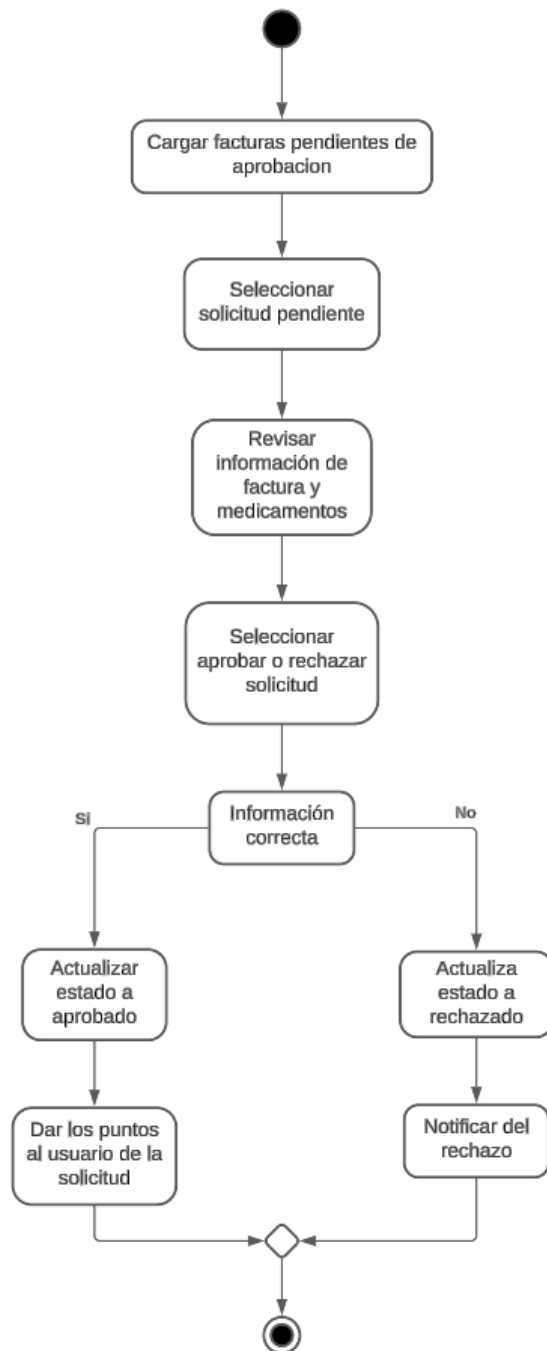 Cargar facturas pendientes de
aprobacion
Seleccionar
solicitud pendiente
Revisar
información de
factura y
medicamentos
Seleccionar
aprobar o rechazar
solicitud
Información
correcta
Si
No
Actualizar
estado a
aprobado
Actualiza
estado a
rechazado
Dar los puntos
al usuario de la
solicitud
Notificar del
rechazo